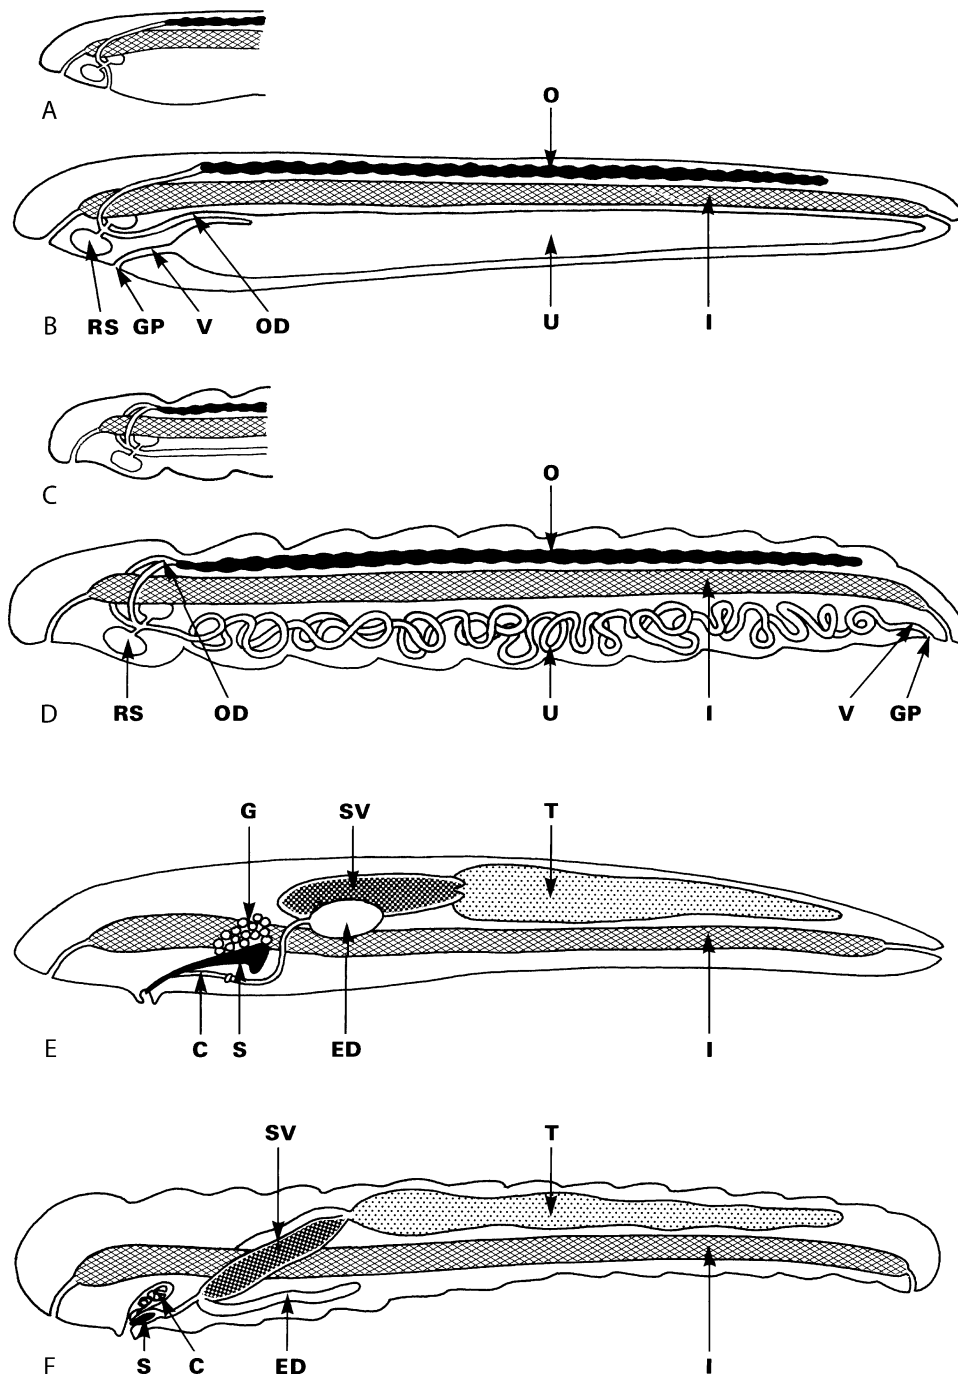 A
O
B RS GP V OD U I
C
O
D RS OD U I V GP
G SV T
E C S ED I
SV T
F S C ED I